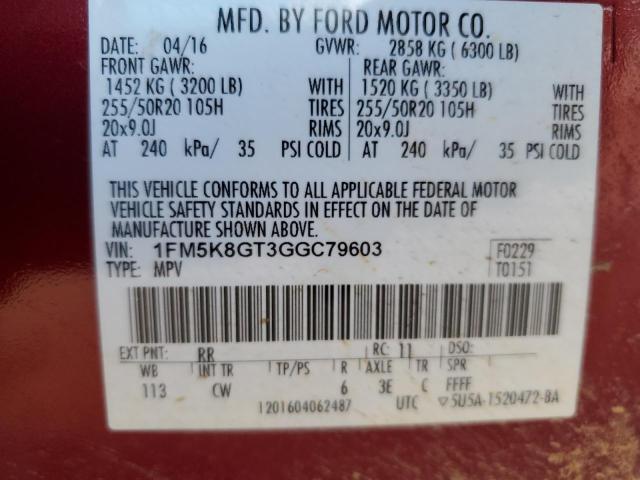 MFD. BY FORD MOTOR CO.
DATE: 04/16 GVWR: 2858 KG ( 6300 LB)
FRONT GAWR: REAR GAWR:
1452 KG ( 3200 LB) WITH 1520 KG ( 3350 LB) WITH
255/50R20 105H TIRES 255/50R20 105H TIRES
20x9.0J RIMS 20x9.0J RIMS
AT 240 kPa/ 35 PSI COLD AT 240 kPa/ 35 PSI COLD
THIS VEHICLE CONFORMS TO ALL APPLICABLE FEDERAL MOTOR
VEHICLE SAFETY STANDARDS IN EFFECT ON THE DATE OF
MANUFACTURE SHOWN ABOVE.
VIN: 1FM5K8GT3GGC79603 F0229
TYPE: MPV T0151
EXT PNT: RR RC: 11 DSO:
WB INT TR TP/PS R AXLE TR SPR
113 CW 6 3E C FFFF
1201604062487 UTC ▽5U5A-1520472-BA